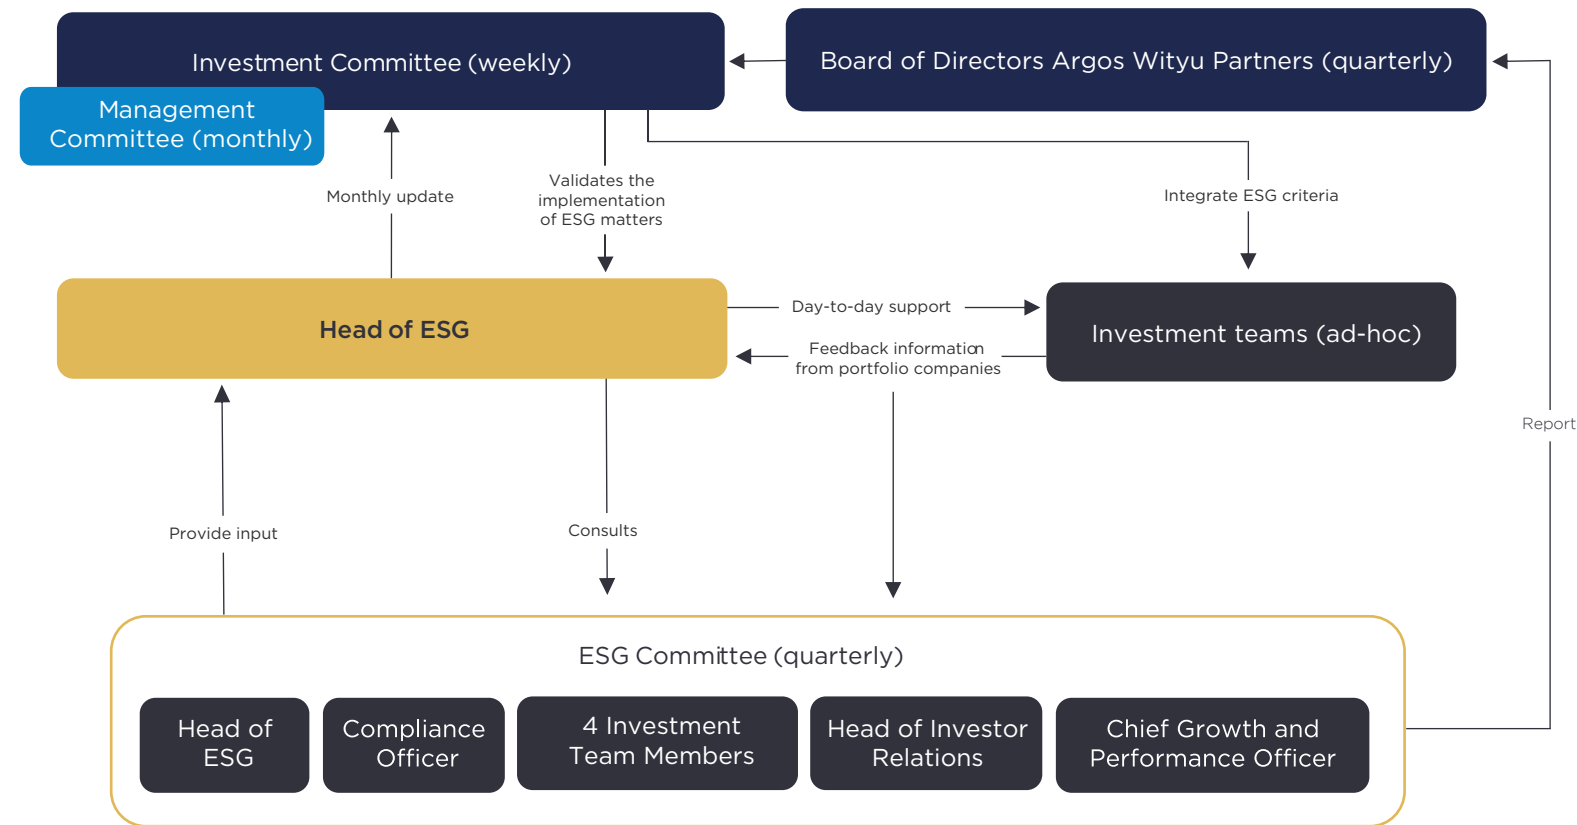 Investment Committee (weekly)
Board of Directors Argos Wityu Partners (quarterly)
Management
Committee (monthly)
Monthly update
Validates the
implementation
of ESG matters
Integrate ESG criteria
Head of ESG
Day-to-day support
Feedback information
from portfolio companies
Investment teams (ad-hoc)
Report
Provide input
Consults
ESG Committee (quarterly)
Head of
ESG
Compliance
Officer
4 Investment
Team Members
Head of Investor
Relations
Chief Growth and
Performance Officer